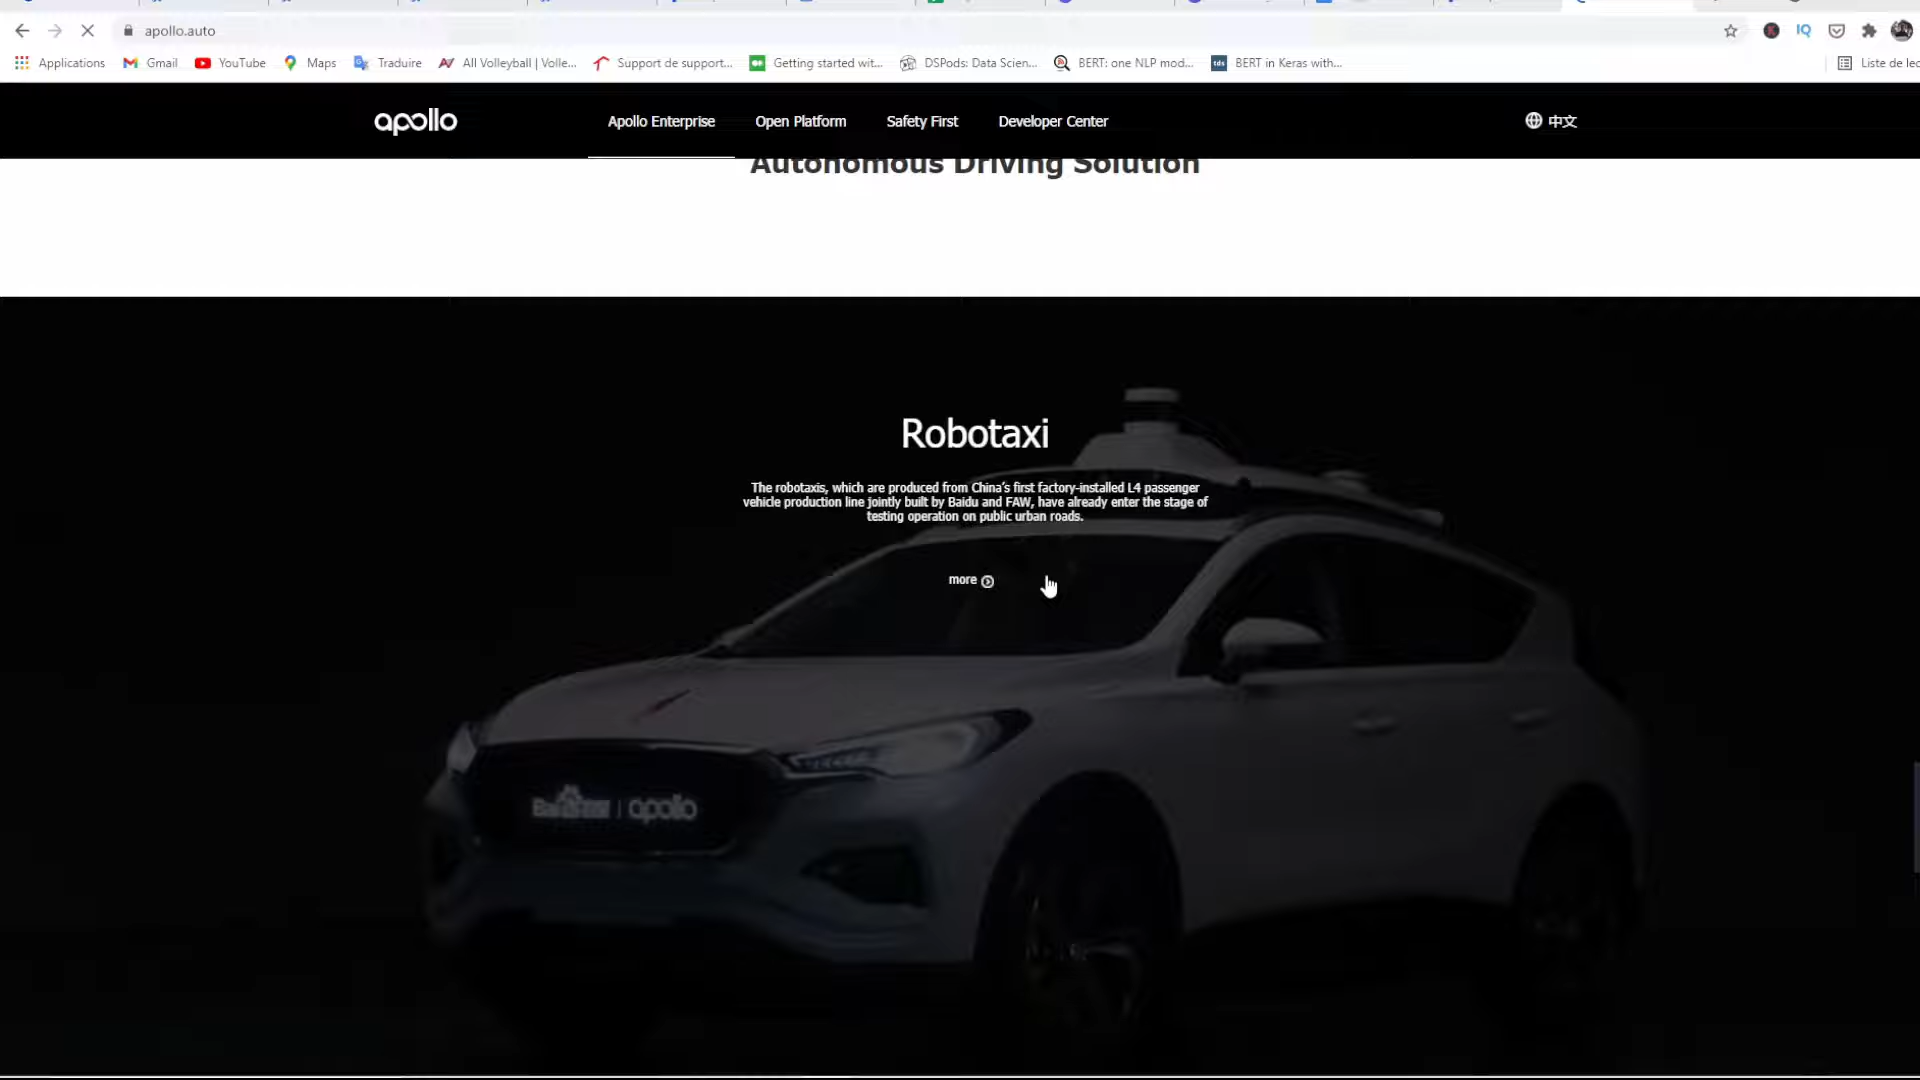 apollo.auto
Applications Gmail YouTube Maps Traduire All Volleyball | Volle... Support de support... Getting started wit... DSPods: Data Scien... BERT: one NLP mod... tds BERT in Keras with... Liste de lec
apollo Apollo Enterprise Open Platform Safety First Developer Center 中文
Autonomous Driving Solution
Robotaxi
The robotaxis, which are produced from China's first factory-installed L4 passenger
vehicle production line jointly built by Baidu and FAW, have already enter the stage of
testing operation on public urban roads.
more
apollo